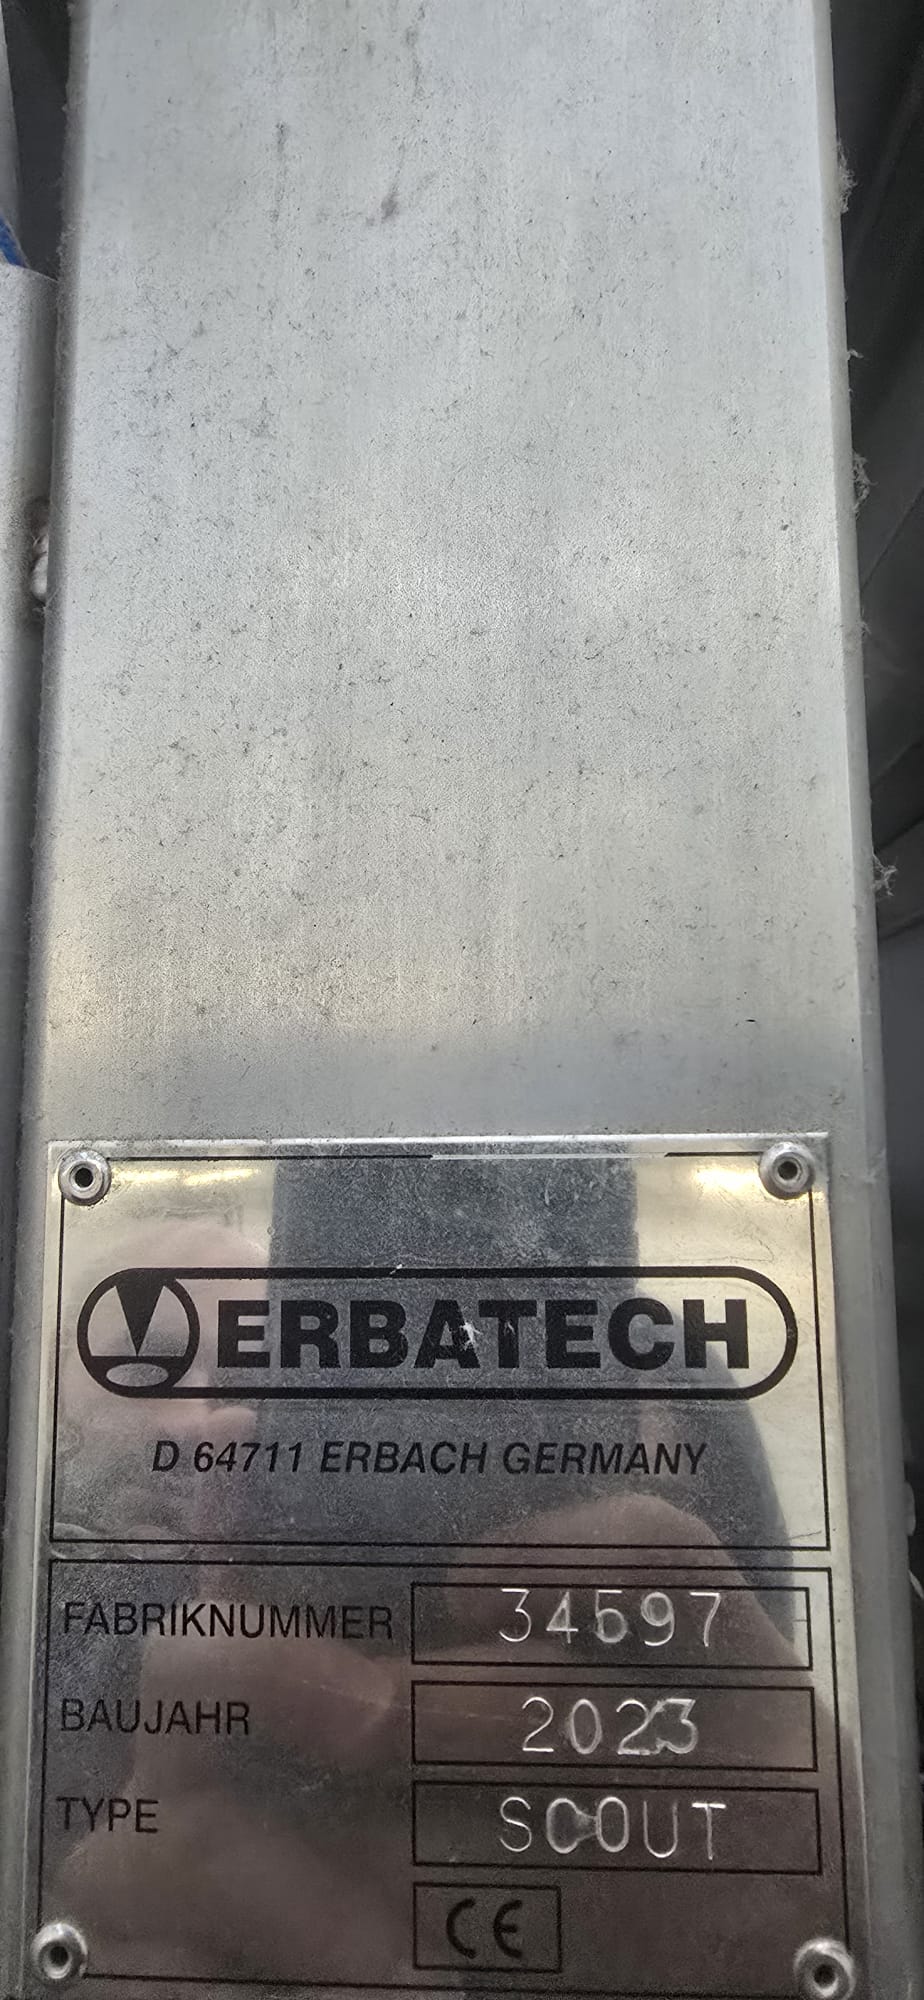 ERBATECH
D 64711 ERBACH GERMANY
FABRIKNUMMER 34597
BAUJAHR 2023
TYPE SCOUT
CE